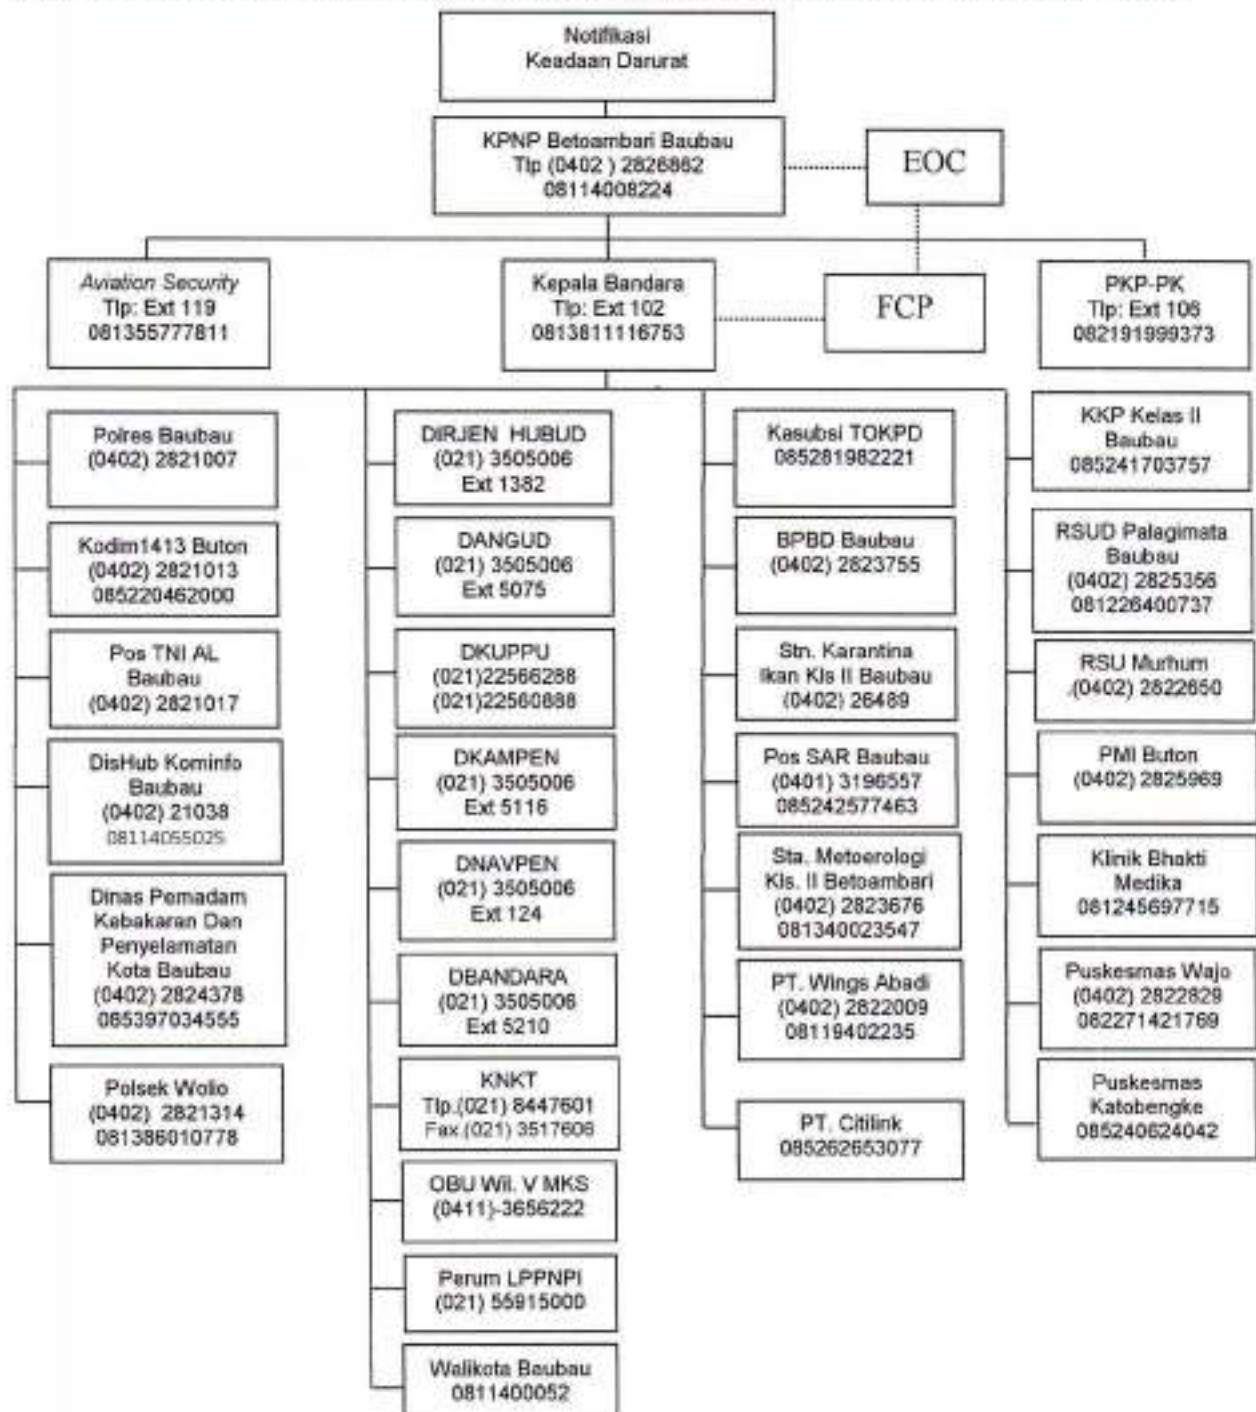 Notifikasi
Keadaan Darurat
KPNP Betoambari Baubau
Tlp (0402 ) 2826882
08114008224
EOC
Aviation Security
Tlp: Ext 119
081355777811
Kepala Bandara
Tlp: Ext 102
0813811116753
FCP
PKP-PK
Tlp: Ext 106
082191999373
Polres Baubau
(0402) 2821007
Kodim1413 Buton
(0402) 2821013
085220462000
Pos TNI AL
Baubau
(0402) 2821017
DisHub Kominfo
Baubau
(0402) 21038
08114055025
Dinas Pemadam
Kebakaran Dan
Penyelamatan
Kota Baubau
(0402) 2824378
085397034555
Polsek Wolio
(0402) 2821314
081386010778
DIRJEN HUBUD
(021) 3505006
Ext 1382
DANGUD
(021) 3505006
Ext 5075
DKUPPU
(021)22566288
(021)22560888
DKAMPEN
(021) 3505006
Ext 5116
DNAVPEN
(021) 3505006
Ext 124
DBANDARA
(021) 3505006
Ext 5210
KNKT
Tlp.(021) 8447601
Fax.(021) 3517606
OBU Wil. V MKS
(0411)-3656222
Perum LPPNPI
(021) 55915000
Walikota Baubau
0811400052
Kasubsi TOKPD
085281982221
BPBD Baubau
(0402) 2823755
Stn. Karantina
Ikan Kls II Baubau
(0402) 26489
Pos SAR Baubau
(0401) 3196557
085242577463
Sta. Metoerologi
Kls. II Betoambari
(0402) 2823676
081340023547
PT. Wings Abadi
(0402) 2822009
08119402235
PT. Citilink
085262653077
KKP Kelas II
Baubau
085241703757
RSUD Palagimata
Baubau
(0402) 2825356
081226400737
RSU Murhum
.(0402) 2822650
PMI Buton
(0402) 2825969
Klinik Bhakti
Medika
081245697715
Puskesmas Wajo
(0402) 2822829
082271421769
Puskesmas
Katobengke
085240624042